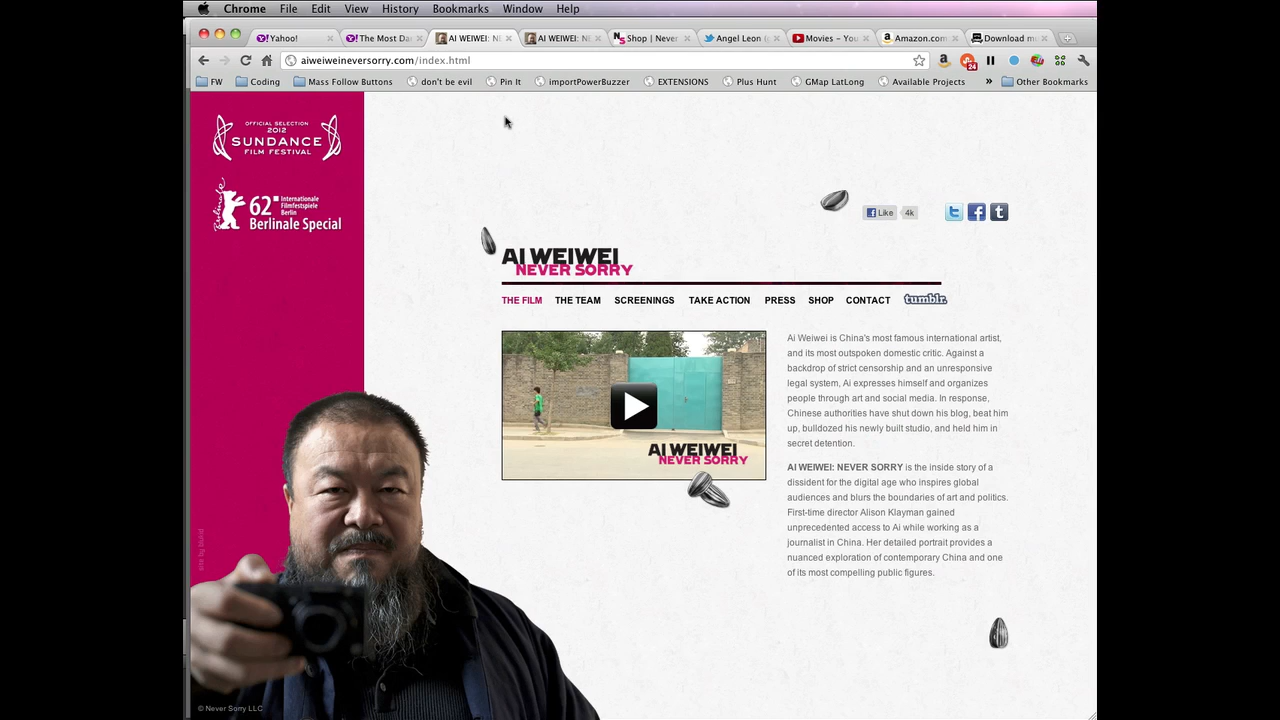 Chrome File Edit View History Bookmarks Window Help
Yahoo! The Most Da AI WEIWEI: NE AI WEIWEI: NE Shop | Never Angel Leon ( Movies – You Amazon.com Download m
aiweiweineversorry.com/index.html
24
FW Coding Mass Follow Buttons don't be evil Pin It importPowerBuzzer EXTENSIONS Plus Hunt GMap LatLong Available Projects » Other Bookmarks
OFFICIAL SELECTION
2012
SUNDANCE
FILM FESTIVAL
Berlinale
62 Internationale
Filmfestspiele
Berlin
Berlinale Special
Like 4k
AI WEIWEI
NEVER SORRY
THE FILM THE TEAM SCREENINGS TAKE ACTION PRESS SHOP CONTACT tumblr.
AI WEIWEI
NEVER SORRY
Ai Weiwei is China's most famous international artist,
and its most outspoken domestic critic. Against a
backdrop of strict censorship and an unresponsive
legal system, Ai expresses himself and organizes
people through art and social media. In response,
Chinese authorities have shut down his blog, beat him
up, bulldozed his newly built studio, and held him in
secret detention.
AI WEIWEI: NEVER SORRY is the inside story of a
dissident for the digital age who inspires global
audiences and blurs the boundaries of art and politics.
First-time director Alison Klayman gained
unprecedented access to Ai while working as a
journalist in China. Her detailed portrait provides a
nuanced exploration of contemporary China and one
of its most compelling public figures.
© Never Sorry LLC